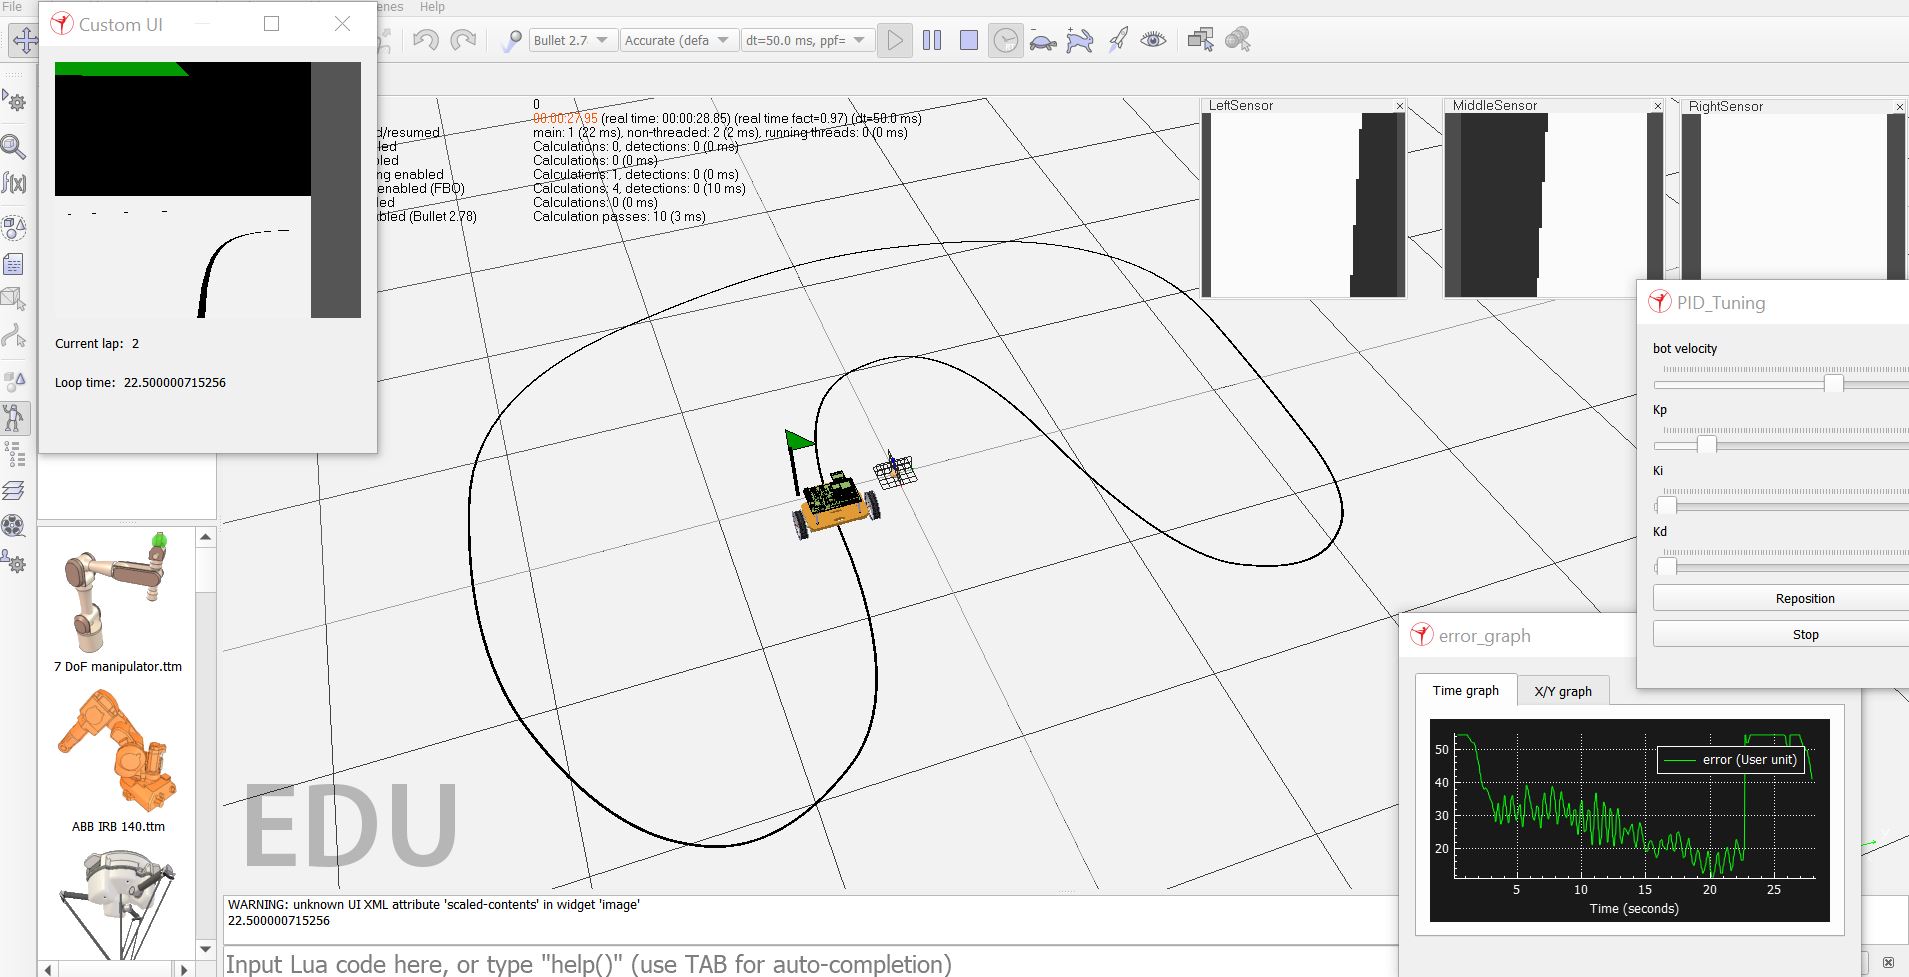 File
enes
Help
Custom UI
Bullet 2.7
Accurate (defa
dt=50.0 ms, ppf=
Current lap: 2
Loop time: 22.500000715256
0
00:00:27.95 (real time: 00:00:28.85) (real time fact=0.97) (dt=50.0 ms)
d/resumed
main: 1 (22 ms), non-threaded: 2 (2 ms), running threads: 0 (0 ms)
led
Calculations: 0, detections: 0 (0 ms)
bled
Calculations: 0 (0 ms)
ng enabled
Calculations: 1, detections: 0 (0 ms)
enabled (FBO)
Calculations: 4, detections: 0 (10 ms)
led
Calculations: 0 (0 ms)
bled (Bullet 2.78)
Calculation passes: 10 (3 ms)
LeftSensor
MiddleSensor
RightSensor
PID_Tuning
bot velocity
Kp
Ki
Kd
Reposition
Stop
f(x)
7 DoF manipulator.ttm
ABB IRB 140.ttm
EDU
error_graph
Time graph
X/Y graph
error (User unit)
50
40
30
20
5
10
15
20
25
Time (seconds)
WARNING: unknown UI XML attribute 'scaled-contents' in widget 'image'
22.500000715256
Input Lua code here, or type "help()" (use TAB for auto-completion)